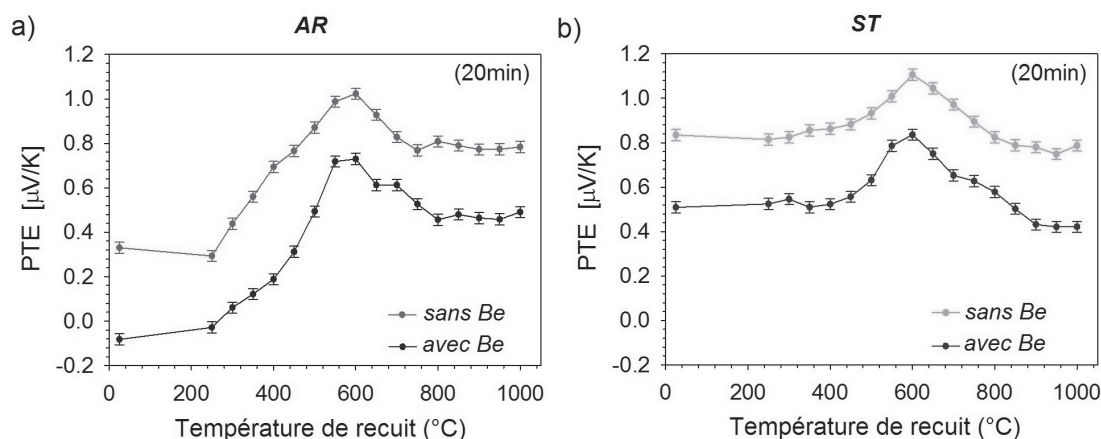 a)
AR
PTE [µV/K]
1.2
1.0
0.8
0.6
0.4
0.2
0.0
-0.2
(20min)
sans Be
avec Be
0 200 400 600 800 1000
Température de recuit (°C)
b)
ST
PTE [µV/K]
1.2
1.0
0.8
0.6
0.4
0.2
0.0
-0.2
(20min)
sans Be
avec Be
0 200 400 600 800 1000
Température de recuit (°C)